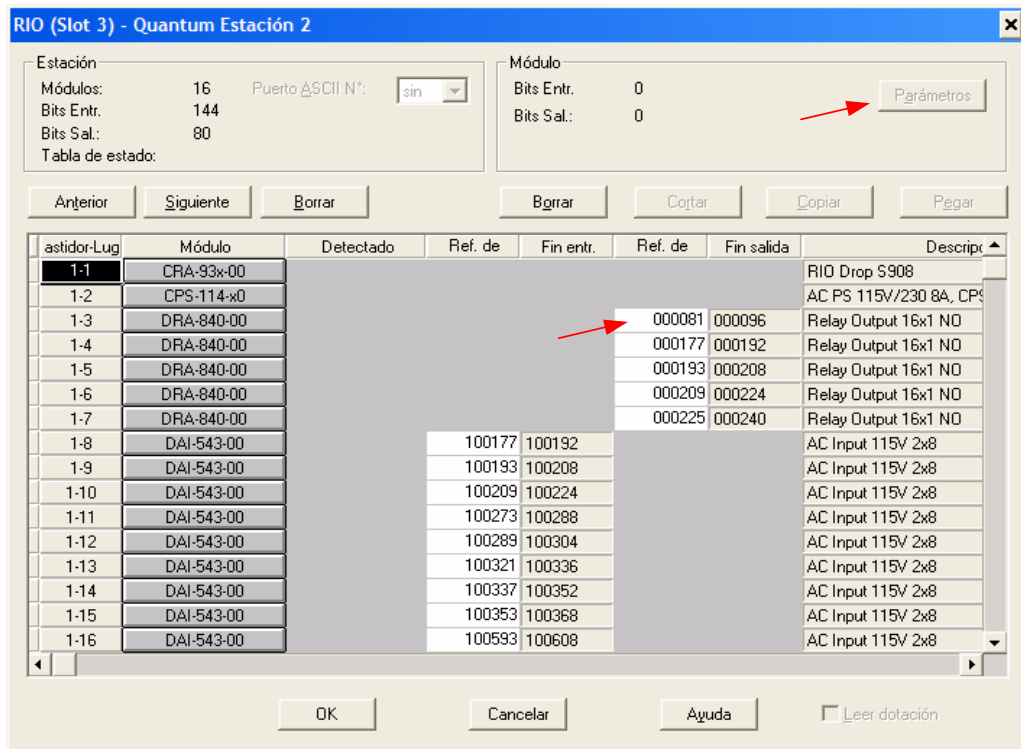 RIO (Slot 3) - Quantum Estación 2
Estación
Módulos: 16 Puerto ASCII N°: sin
Bits Entr. 144
Bits Sal.: 80
Tabla de estado:
Módulo
Bits Entr. 0
Bits Sal.: 0
Parámetros
Anterior Siguiente Borrar Borrar Cortar Copiar Pegar
astidor-Lug Módulo Detectado Ref. de Fin entr. Ref. de Fin salida Descripc
1-1 CRA-93x-00 RIO Drop S908
1-2 CPS-114-x0 AC PS 115V/230 8A, CPS
1-3 DRA-840-00 000081 000096 Relay Output 16x1 NO
1-4 DRA-840-00 000177 000192 Relay Output 16x1 NO
1-5 DRA-840-00 000193 000208 Relay Output 16x1 NO
1-6 DRA-840-00 000209 000224 Relay Output 16x1 NO
1-7 DRA-840-00 000225 000240 Relay Output 16x1 NO
1-8 DAI-543-00 100177 100192 AC Input 115V 2x8
1-9 DAI-543-00 100193 100208 AC Input 115V 2x8
1-10 DAI-543-00 100209 100224 AC Input 115V 2x8
1-11 DAI-543-00 100273 100288 AC Input 115V 2x8
1-12 DAI-543-00 100289 100304 AC Input 115V 2x8
1-13 DAI-543-00 100321 100336 AC Input 115V 2x8
1-14 DAI-543-00 100337 100352 AC Input 115V 2x8
1-15 DAI-543-00 100353 100368 AC Input 115V 2x8
1-16 DAI-543-00 100593 100608 AC Input 115V 2x8
OK Cancelar Ayuda Leer dotación